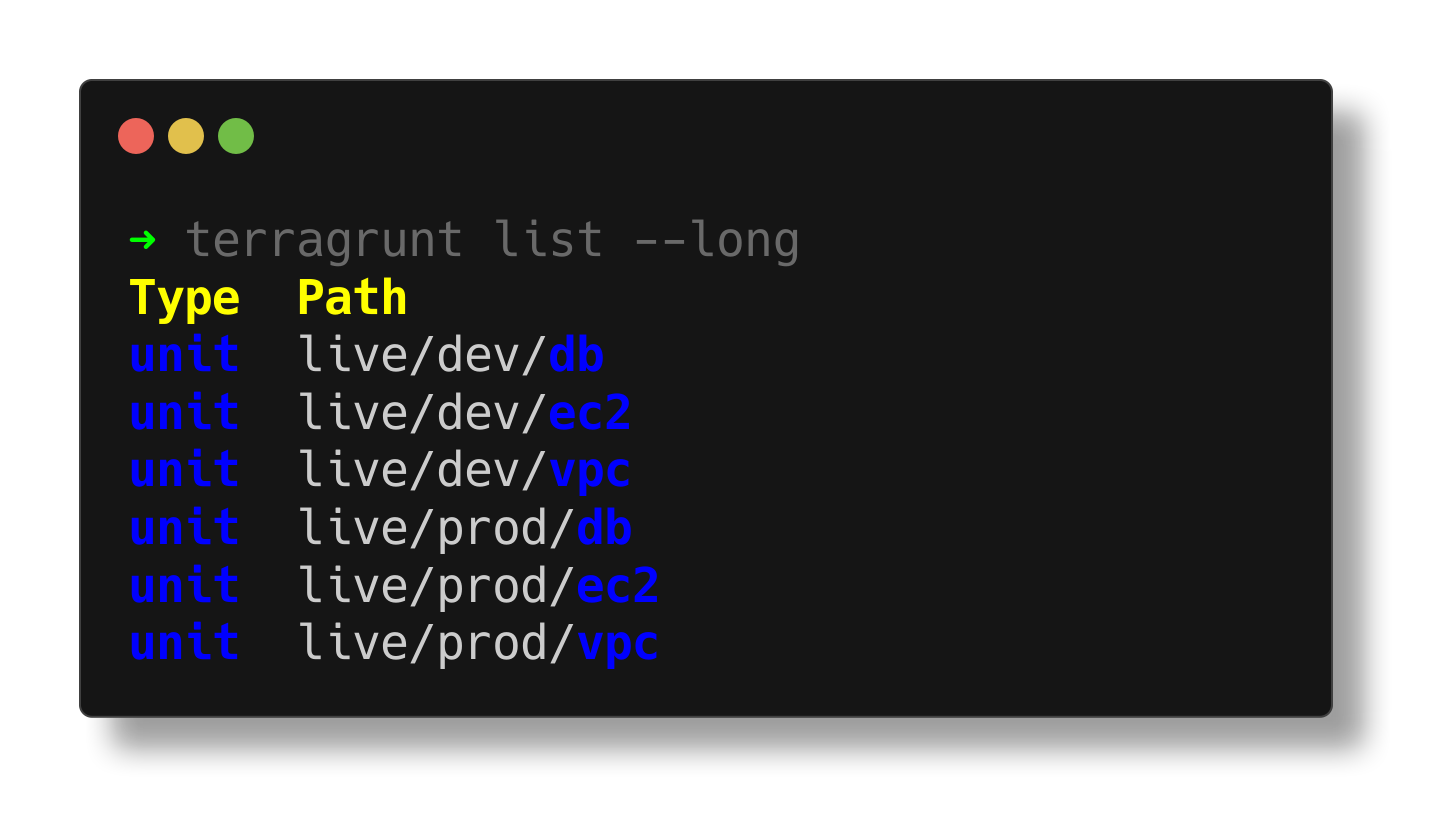 ➜ terragrunt list --long
Type  Path
unit  live/dev/db
unit  live/dev/ec2
unit  live/dev/vpc
unit  live/prod/db
unit  live/prod/ec2
unit  live/prod/vpc